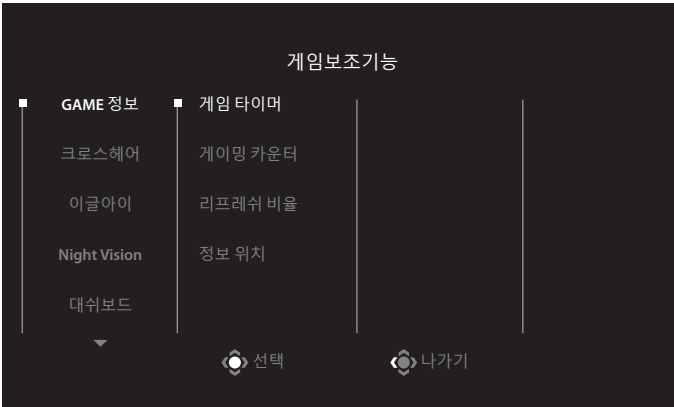 게임보조기능
GAME 정보
게임 타이머
크로스헤어
게이밍 카운터
이글아이
리프레쉬 비율
Night Vision
정보 위치
대쉬보드
선택
나가기